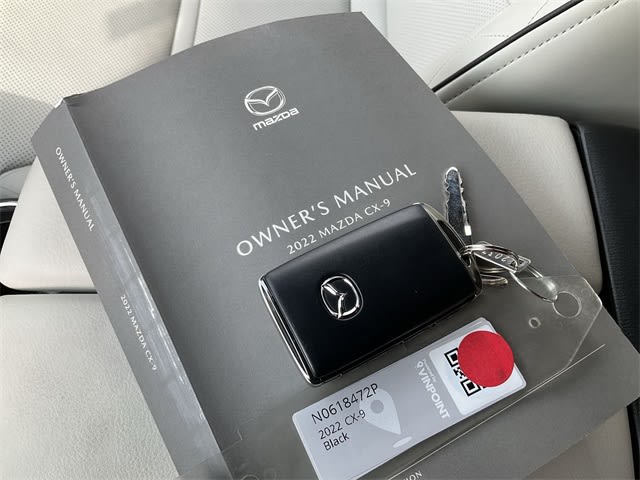 mazda
OWNER'S MANUAL
2022 MAZDA CX-9
OWNER'S MANUAL
2022 MAZDA CX-9
N0618472P
2022 CX-9
Black
VINPOINT